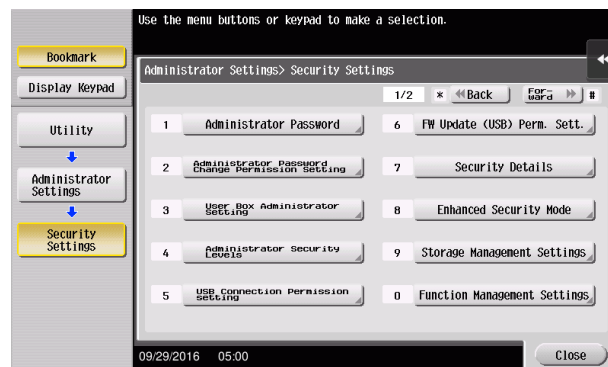 Use the menu buttons or keypad to make a selection.
Bookmark
Display Keypad
Utility
Administrator
Settings
Security
Settings
Administrator Settings> Security Settings
1/2 * Back For-
ward #
1 Administrator Password
2 Administrator Password
Change Permission Setting
3 User Box Administrator
Setting
4 Administrator Security
Levels
5 USB Connection Permission
setting
6 FW Update (USB) Perm. Sett.
7 Security Details
8 Enhanced Security Mode
9 Storage Management Settings
0 Function Management Settings
09/29/2016 05:00
Close